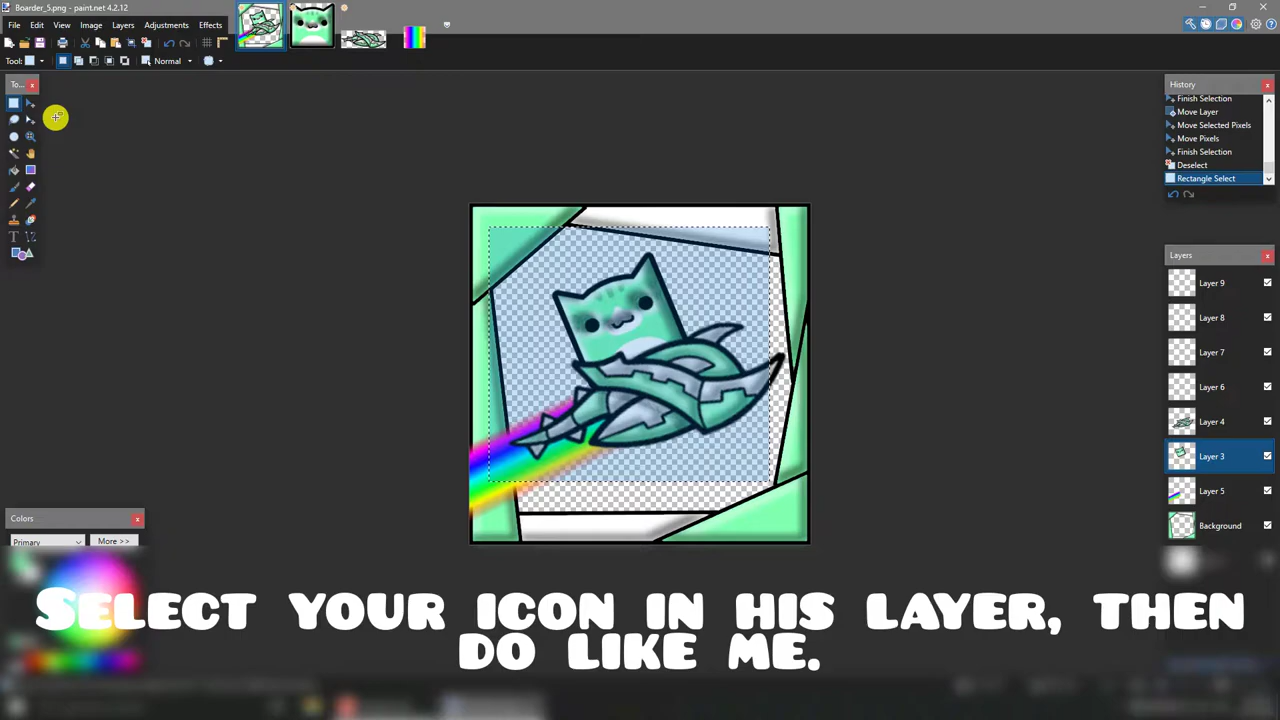 Boarder_5.png - paint.net 4.2.12
File Edit View Image Layers Adjustments Effects
Tool: Normal
To...
History
Finish Selection
Move Layer
Move Selected Pixels
Move Pixels
Finish Selection
Deselect
Rectangle Select
Layers
Layer 9
Layer 8
Layer 7
Layer 6
Layer 4
Layer 3
Layer 5
Background
Colors
Primary More >>
Select your icon in his layer, then
do like me.